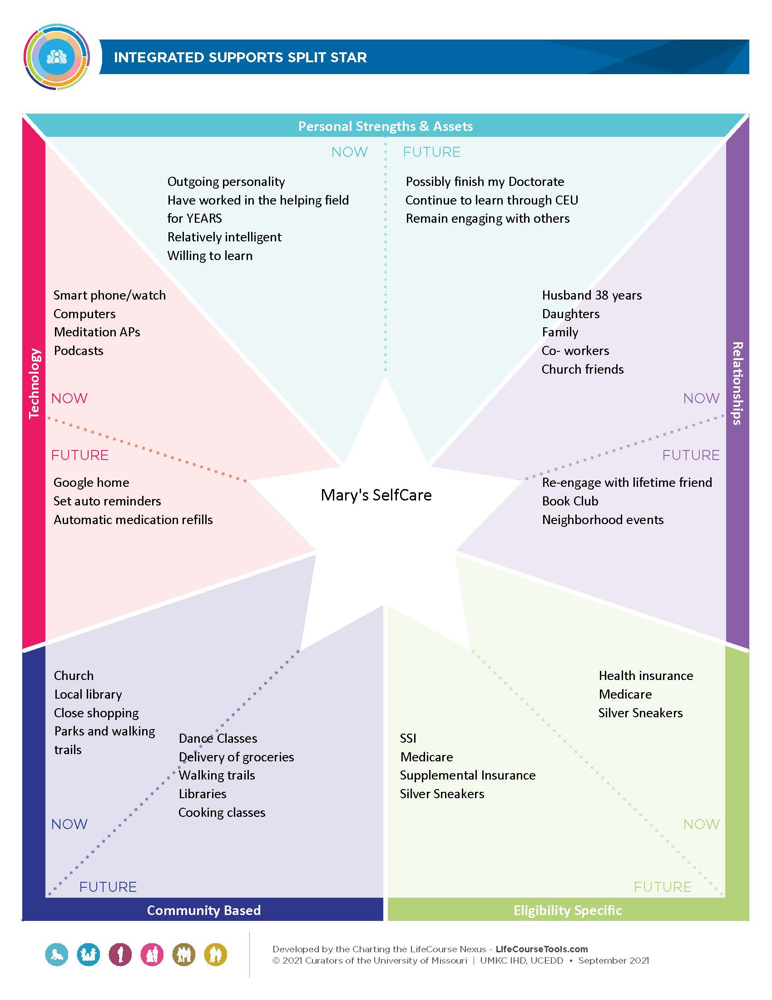 INTEGRATED SUPPORTS SPLIT STAR
Personal Strengths & Assets
NOW
FUTURE
Outgoing personality
Have worked in the helping field
for YEARS
Relatively intelligent
Willing to learn
Possibly finish my Doctorate
Continue to learn through CEU
Remain engaging with others
Technology
Smart phone/watch
Computers
Meditation APs
Podcasts
NOW
FUTURE
Google home
Set auto reminders
Automatic medication refills
Relationships
Husband 38 years
Daughters
Family
Co- workers
Church friends
NOW
FUTURE
Re-engage with lifetime friend
Book Club
Neighborhood events
Mary's SelfCare
Church
Local library
Close shopping
Parks and walking
trails
NOW
Dance Classes
Delivery of groceries
Walking trails
Libraries
Cooking classes
FUTURE
Community Based
Health insurance
Medicare
Silver Sneakers
NOW
SSI
Medicare
Supplemental Insurance
Silver Sneakers
FUTURE
Eligibility Specific
Developed by the Charting the LifeCourse Nexus - LifeCourseTools.com
© 2021 Curators of the University of Missouri | UMKC IHD, UCEDD • September 2021